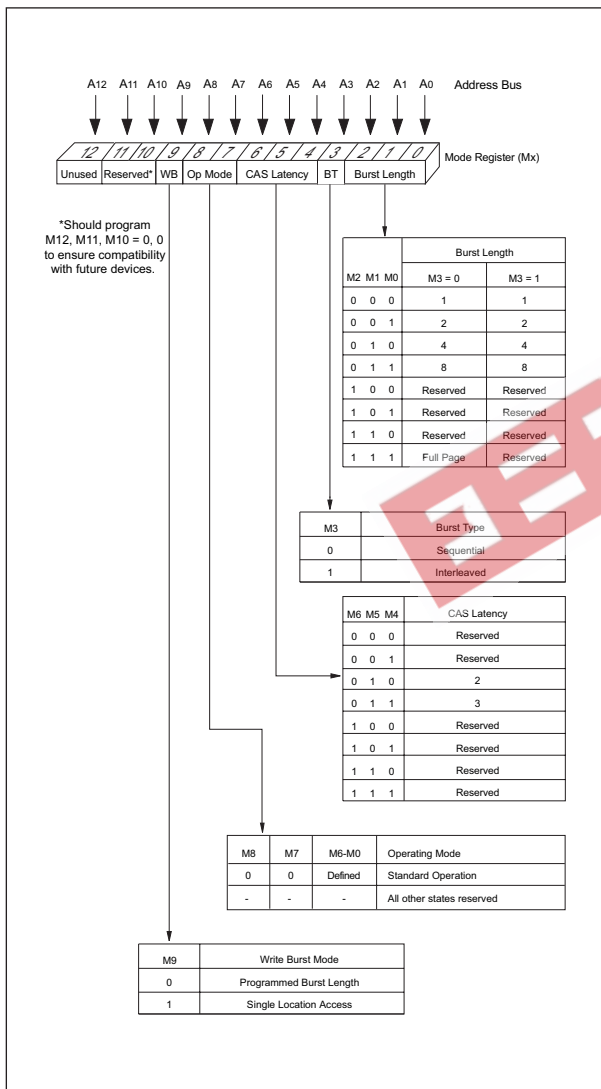 A12 A11 A10 A9 A8 A7 A6 A5 A4 A3 A2 A1 A0 Address Bus
12 11 10 9 8 7 6 5 4 3 2 1 0
Mode Register (Mx)
Unused Reserved* WB Op Mode CAS Latency BT Burst Length
*Should program
M12, M11, M10 = 0, 0
to ensure compatibility
with future devices.
Burst Length
M2 M1 M0 M3 = 0 M3 = 1
0 0 0 1 1
0 0 1 2 2
0 1 0 4 4
0 1 1 8 8
1 0 0 Reserved Reserved
1 0 1 Reserved Reserved
1 1 0 Reserved Reserved
1 1 1 Full Page Reserved
M3 Burst Type
0 Sequential
1 Interleaved
M6 M5 M4 CAS Latency
0 0 0 Reserved
0 0 1 Reserved
0 1 0 2
0 1 1 3
1 0 0 Reserved
1 0 1 Reserved
1 1 0 Reserved
1 1 1 Reserved
M8 M7 M6-M0 Operating Mode
0 0 Defined Standard Operation
- - - All other states reserved
M9 Write Burst Mode
0 Programmed Burst Length
1 Single Location Access